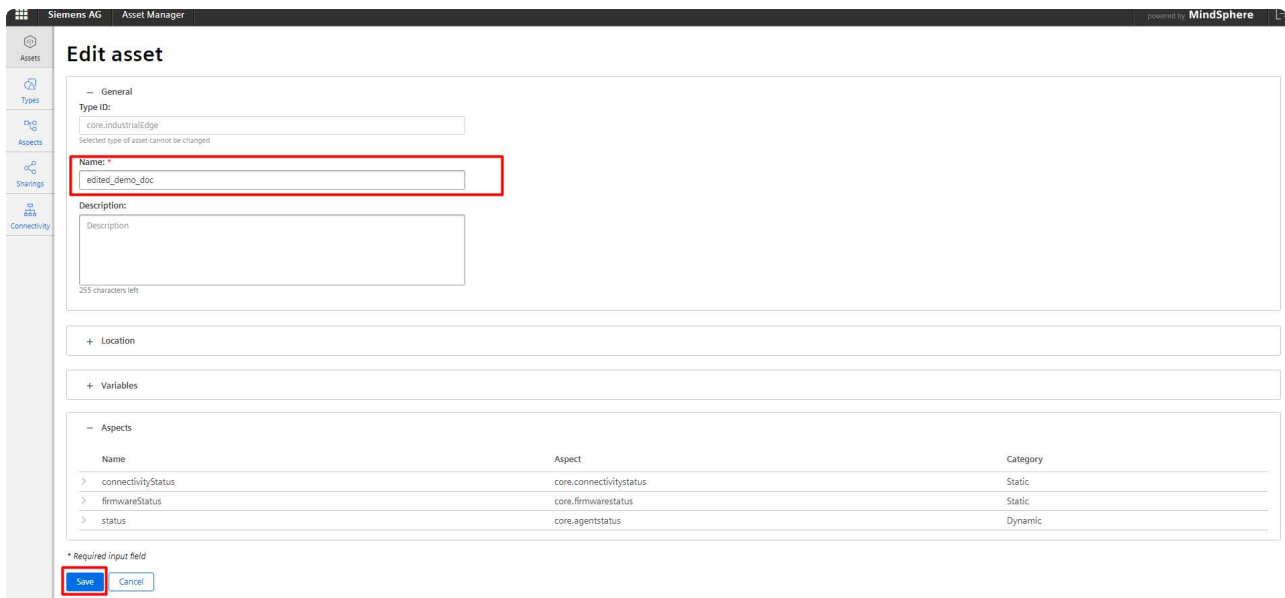 Siemens AG Asset Manager powered by MindSphere
Assets
Types
Aspects
Sharings
Connectivity
Edit asset
− General
Type ID:
core.industrialEdge
Selected type of asset cannot be changed
Name: *
edited_demo_doc
Description:
Description
255 characters left
+ Location
+ Variables
− Aspects
Name Aspect Category
> connectivityStatus core.connectivitystatus Static
> firmwareStatus core.firmwarestatus Static
> status core.agentstatus Dynamic
* Required input field
Save Cancel